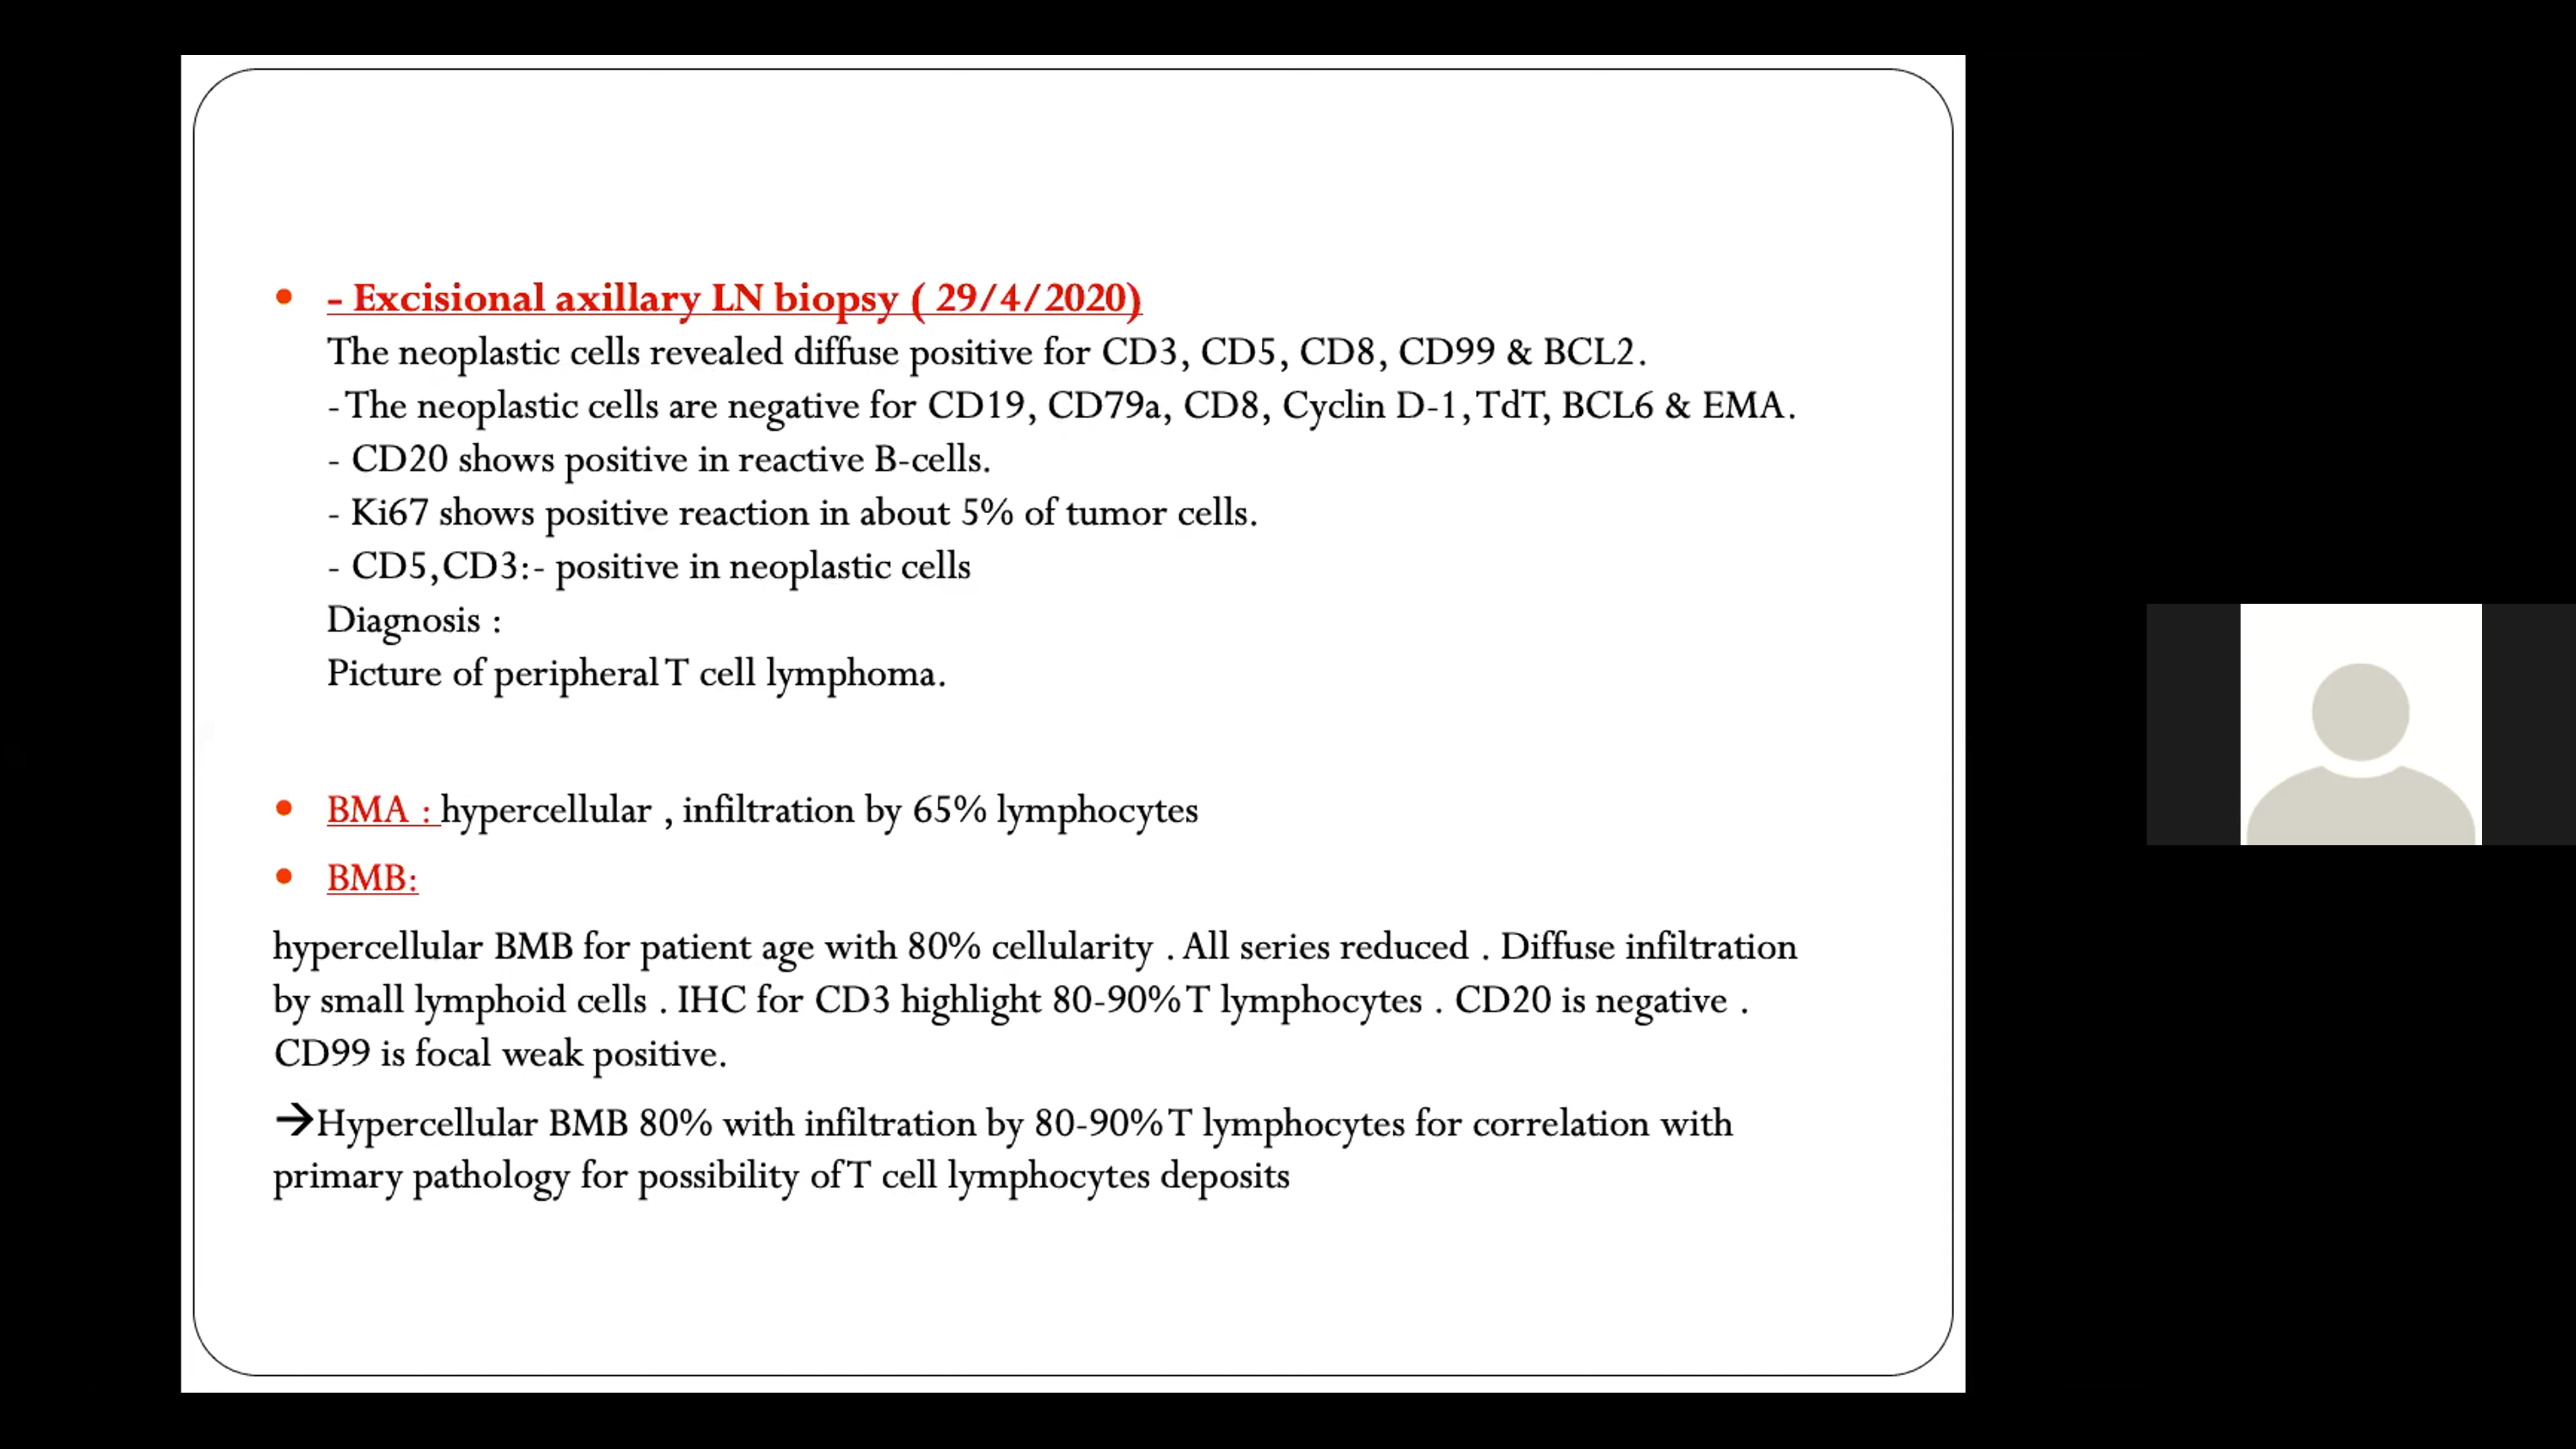 - Excisional axillary LN biopsy ( 29/4/2020)
The neoplastic cells revealed diffuse positive for CD3, CD5, CD8, CD99 & BCL2.
-The neoplastic cells are negative for CD19, CD79a, CD8, Cyclin D-1,TdT, BCL6 & EMA.
- CD20 shows positive in reactive B-cells.
- Ki67 shows positive reaction in about 5% of tumor cells.
- CD5,CD3:- positive in neoplastic cells
Diagnosis :
Picture of peripheral T cell lymphoma.
BMA : hypercellular , infiltration by 65% lymphocytes
BMB:
hypercellular BMB for patient age with 80% cellularity . All series reduced . Diffuse infiltration
by small lymphoid cells . IHC for CD3 highlight 80-90% T lymphocytes . CD20 is negative .
CD99 is focal weak positive.
→Hypercellular BMB 80% with infiltration by 80-90% T lymphocytes for correlation with
primary pathology for possibility of T cell lymphocytes deposits